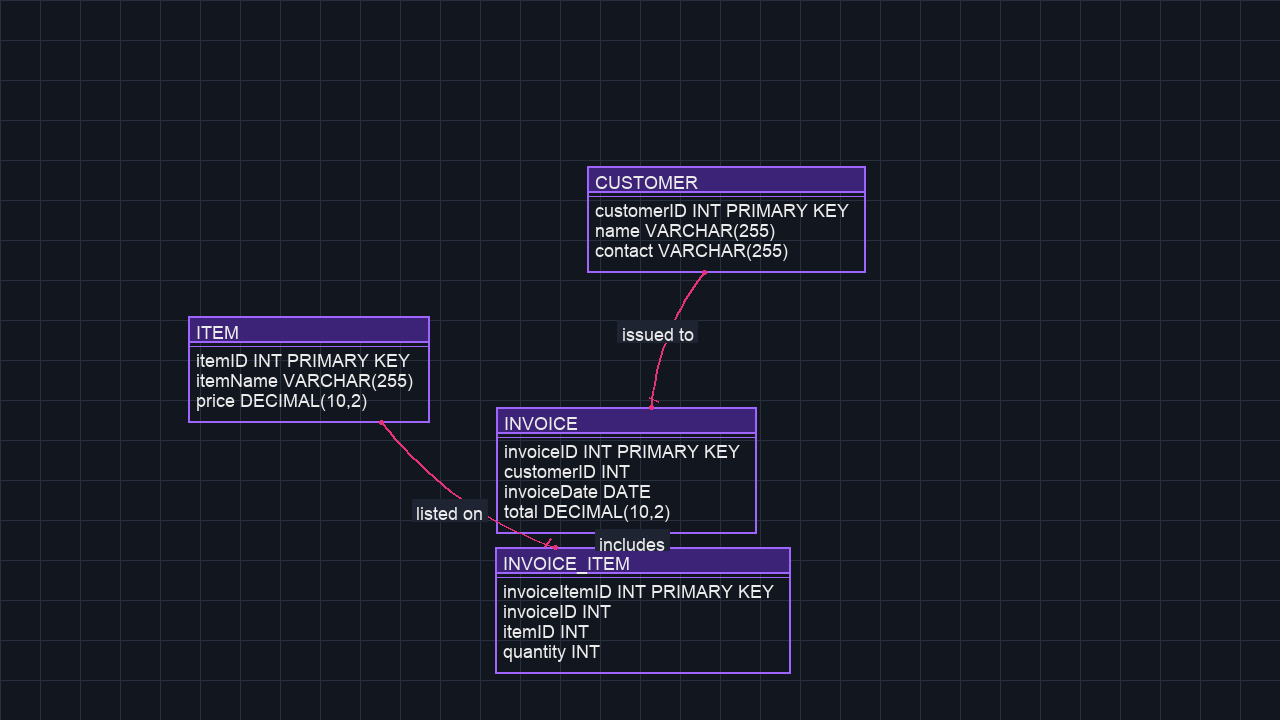 CUSTOMER
customerID INT PRIMARY KEY
name VARCHAR(255)
contact VARCHAR(255)
issued to
ITEM
itemID INT PRIMARY KEY
itemName VARCHAR(255)
price DECIMAL(10,2)
listed on
INVOICE
invoiceID INT PRIMARY KEY
customerID INT
invoiceDate DATE
total DECIMAL(10,2)
includes
INVOICE_ITEM
invoiceItemID INT PRIMARY KEY
invoiceID INT
itemID INT
quantity INT